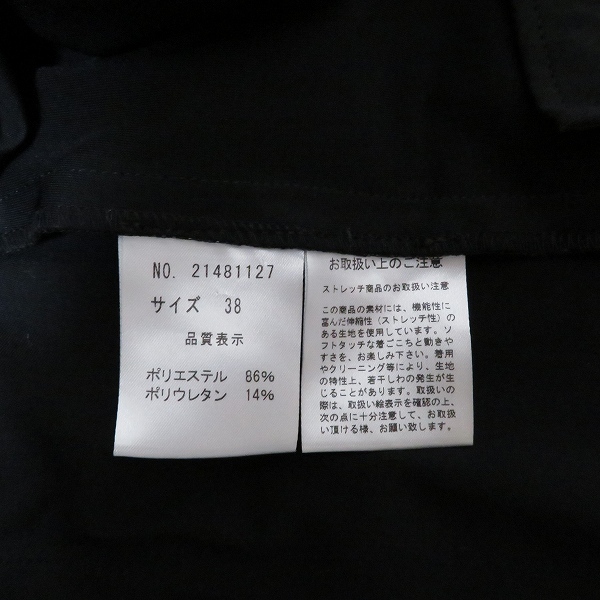 NO. 21481127
サイズ 38
品質表示
ポリエステル 86%
ポリウレタン 14%
お取扱い上のご注意
ストレッチ商品のお取扱い注意
この商品の素材には、機能性に
富んだ伸縮性（ストレッチ性）の
ある生地を使用しています。ソ
フトタッチな着ごこちと動きや
すさを、お楽しみ下さい。着用
やクリーニング等により、生地
の特性上、若干しわの発生が生
じることがあります。取扱いの
際は、取扱い絵表示を確認の上、
次の点に十分注意して、お取扱
い頂ける様、お願い致します。